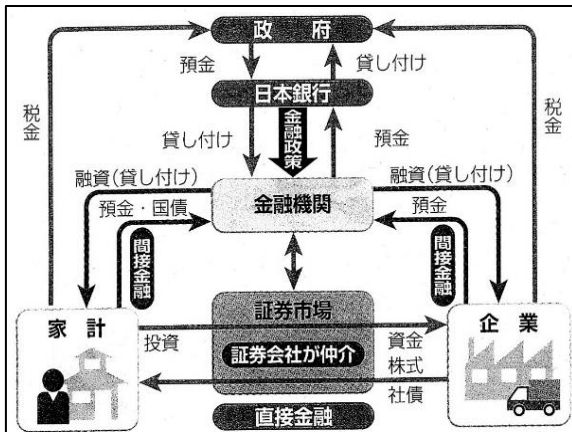 政府
預金
貸し付け
日本銀行
税金
税金
貸し付け
金融政策
預金
融資(貸し付け)
融資(貸し付け)
預金・国債
金融機関
預金
間接金融
間接金融
家計
証券市場
企業
投資
証券会社が仲介
資金
株式
社債
直接金融